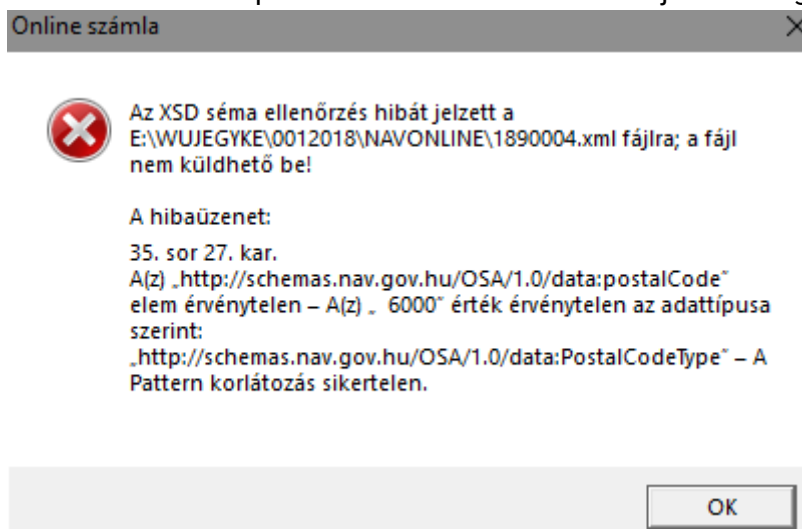 Online számla
Az XSD séma ellenőrzés hibát jelzett a
E:\WUJEGYKE\0012018\NAVONLINE\1890004.xml fájlra; a fájl
nem küldhető be!
A hibaüzenet:
35. sor 27. kar.
A(z) „http://schemas.nav.gov.hu/OSA/1.0/data:postalCode”
elem érvénytelen – A(z) „  6000” érték érvénytelen az adattípusa
szerint:
„http://schemas.nav.gov.hu/OSA/1.0/data:PostalCodeType” – A
Pattern korlátozás sikertelen.
OK